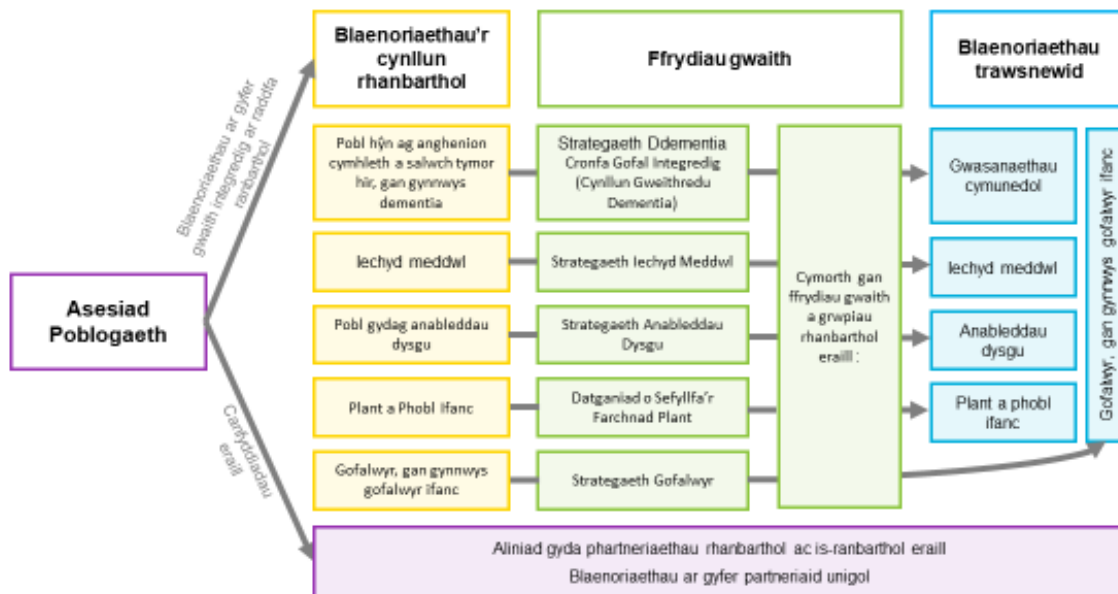 Blaenoriaethau'r
cynllun
rhanbarthol
Ffrydiau gwaith
Blaenoriaethau
trawsnewid
Blaenoriaethau ar gyfer
gwaith integredig ar raddfa
ranbarthol
Asesiad
Poblogaeth
Canfyddiadau
eraill
Pobl hŷn ag anghenion
cymhleth a salwch tymor
hir, gan gynnwys
dementia
Strategaeth Ddementia
Cronfa Gofal Integredig
(Cynllun Gweithredu
Dementia)
Gwasanaethau
cymunedol
Iechyd meddwl
Strategaeth Iechyd Meddwl
Iechyd meddwl
Pobl gydag anableddau
dysgu
Strategaeth Anableddau
Dysgu
Anableddau
dysgu
Plant a Phobl Ifanc
Datganiad o Sefyllfa'r
Farchnad Plant
Plant a phobl
ifanc
Gofalwyr, gan gynnwys
gofalwyr ifanc
Strategaeth Gofalwyr
Cymorth gan
ffrydiau gwaith
a grwpiau
rhanbarthol
eraill :
Gofalwyr, gan gynnwys gofalwyr ifanc
Aliniad gyda phartneriaethau rhanbarthol ac is-ranbarthol eraill
Blaenoriaethau ar gyfer partneriaid unigol